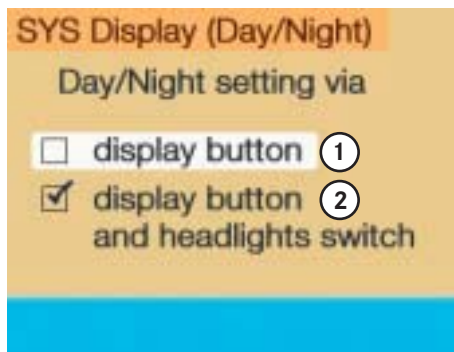 SYS Display (Day/Night)
Day/Night setting via
display button 1
display button 2
and headlights switch